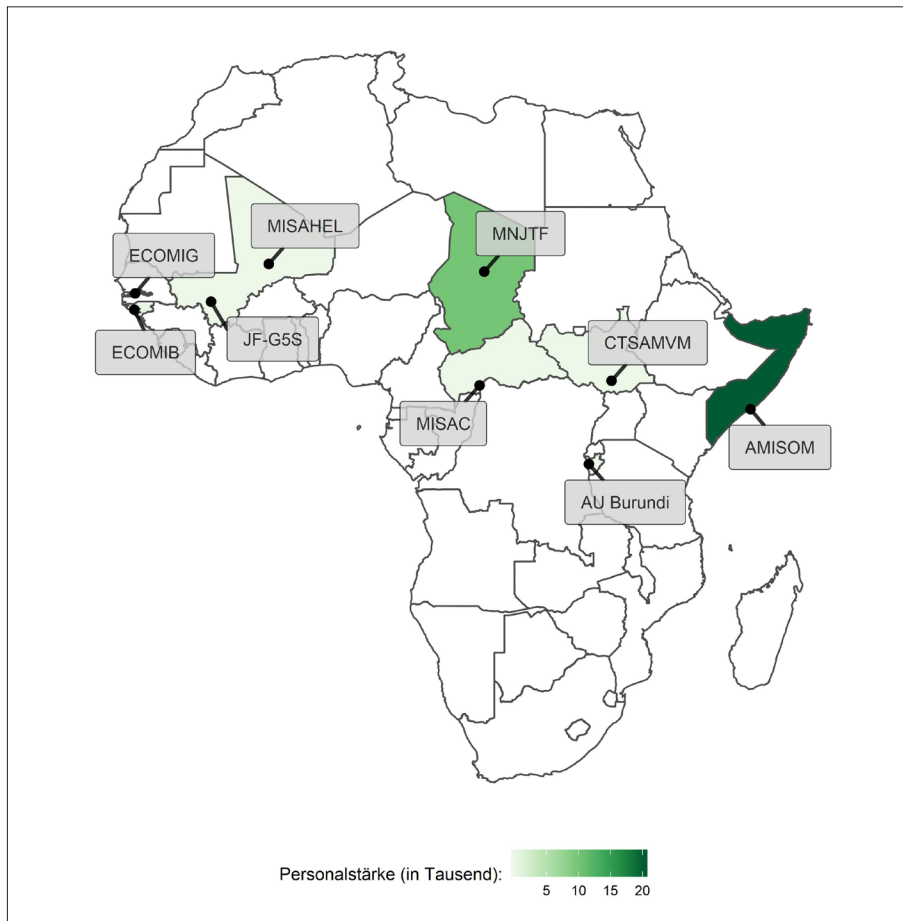 MISAHEL
MNJTF
ECOMIG
JF-G5S
CTSAMVM
ECOMIB
MISAC
AMISOM
AU Burundi
Personalstärke (in Tausend):
5 10 15 20